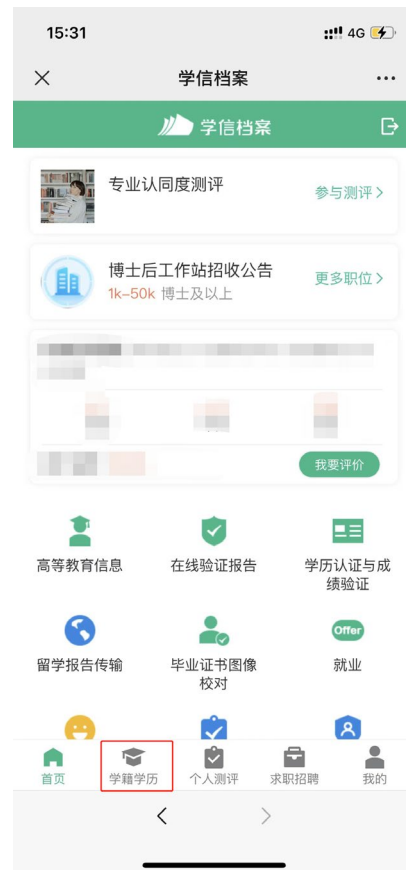 15:31
4G
学信档案
学信档案
专业认同度测评
参与测评
博士后工作站招收公告
1k–50k 博士及以上
更多职位
我要评价
高等教育信息
在线验证报告
学历认证与成
绩验证
留学报告传输
毕业证书图像
校对
Offer
就业
首页
学籍学历
个人测评
求职招聘
我的